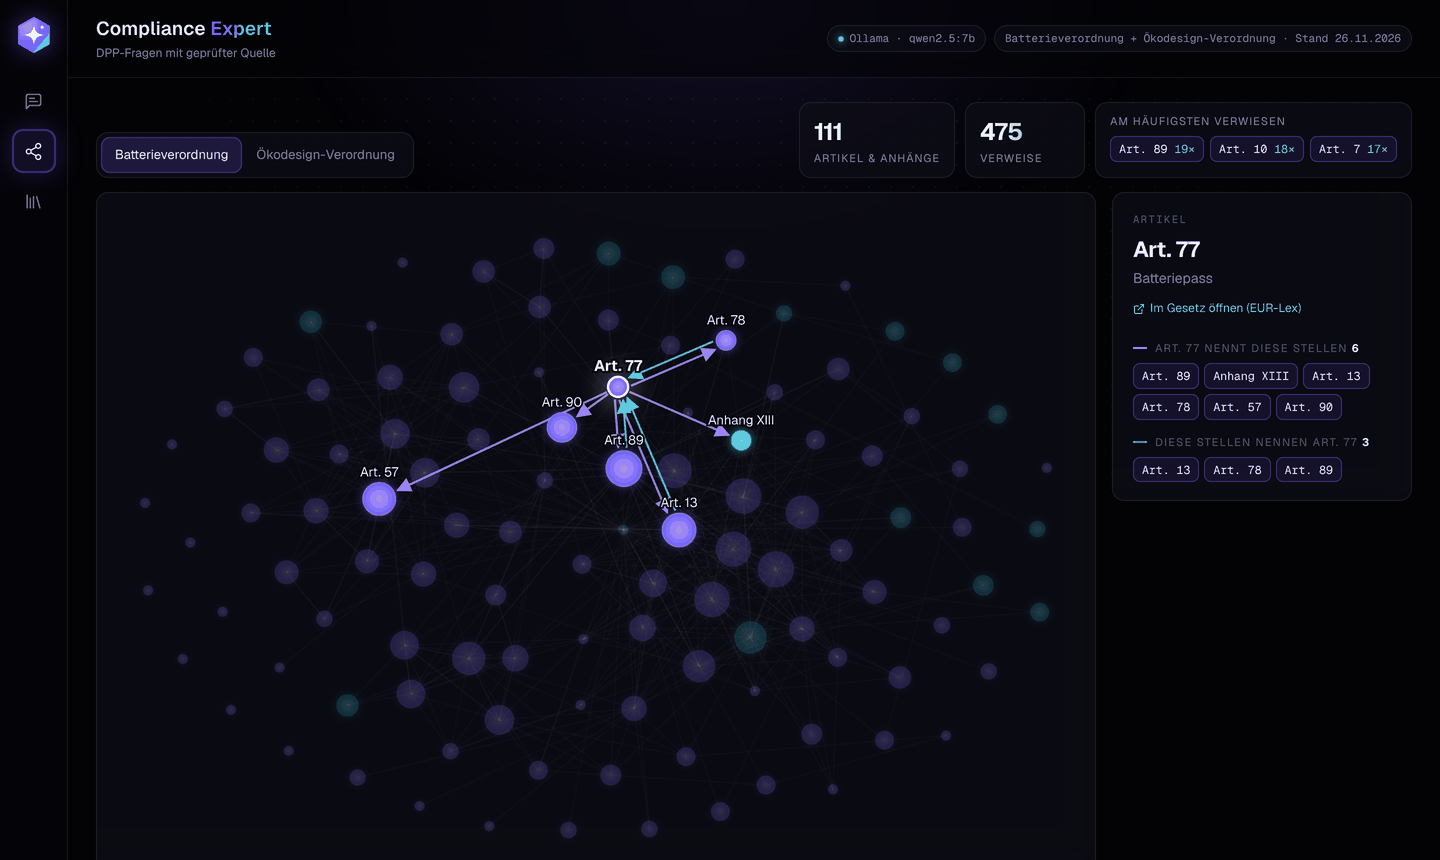 Compliance Expert
DPP-Fragen mit geprüfter Quelle
Ollama · qwen2.5:7b
Batterieverordnung + Ökodesign-Verordnung · Stand 26.11.2026
Batterieverordnung
Ökodesign-Verordnung
111
ARTIKEL & ANHÄNGE
475
VERWEISE
AM HÄUFIGSTEN VERWIESEN
Art. 89 19× Art. 10 18× Art. 7 17×
Art. 78
Art. 77
Art. 90
Anhang XIII
Art. 89
Art. 57
Art. 13
ARTIKEL
Art. 77
Batteriepass
Im Gesetz öffnen (EUR-Lex)
ART. 77 NENNT DIESE STELLEN 6
Art. 89 Anhang XIII Art. 13
Art. 78 Art. 57 Art. 90
DIESE STELLEN NENNEN ART. 77 3
Art. 13 Art. 78 Art. 89